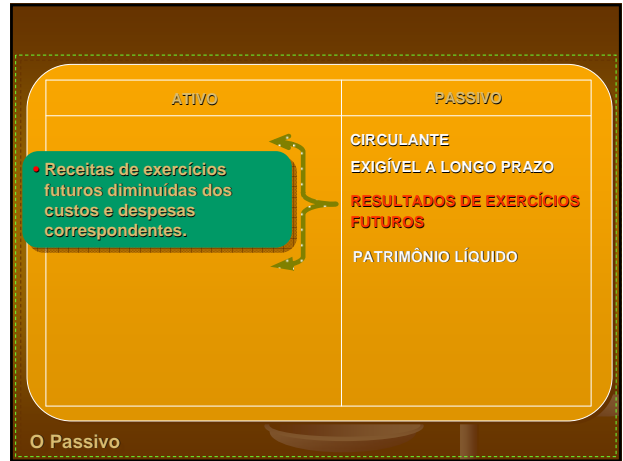 ATIVO
PASSIVO
• Receitas de exercícios
futuros diminuídas dos
custos e despesas
correspondentes.
CIRCULANTE
EXIGÍVEL A LONGO PRAZO
RESULTADOS DE EXERCÍCIOS
FUTUROS
PATRIMÔNIO LÍQUIDO
O Passivo